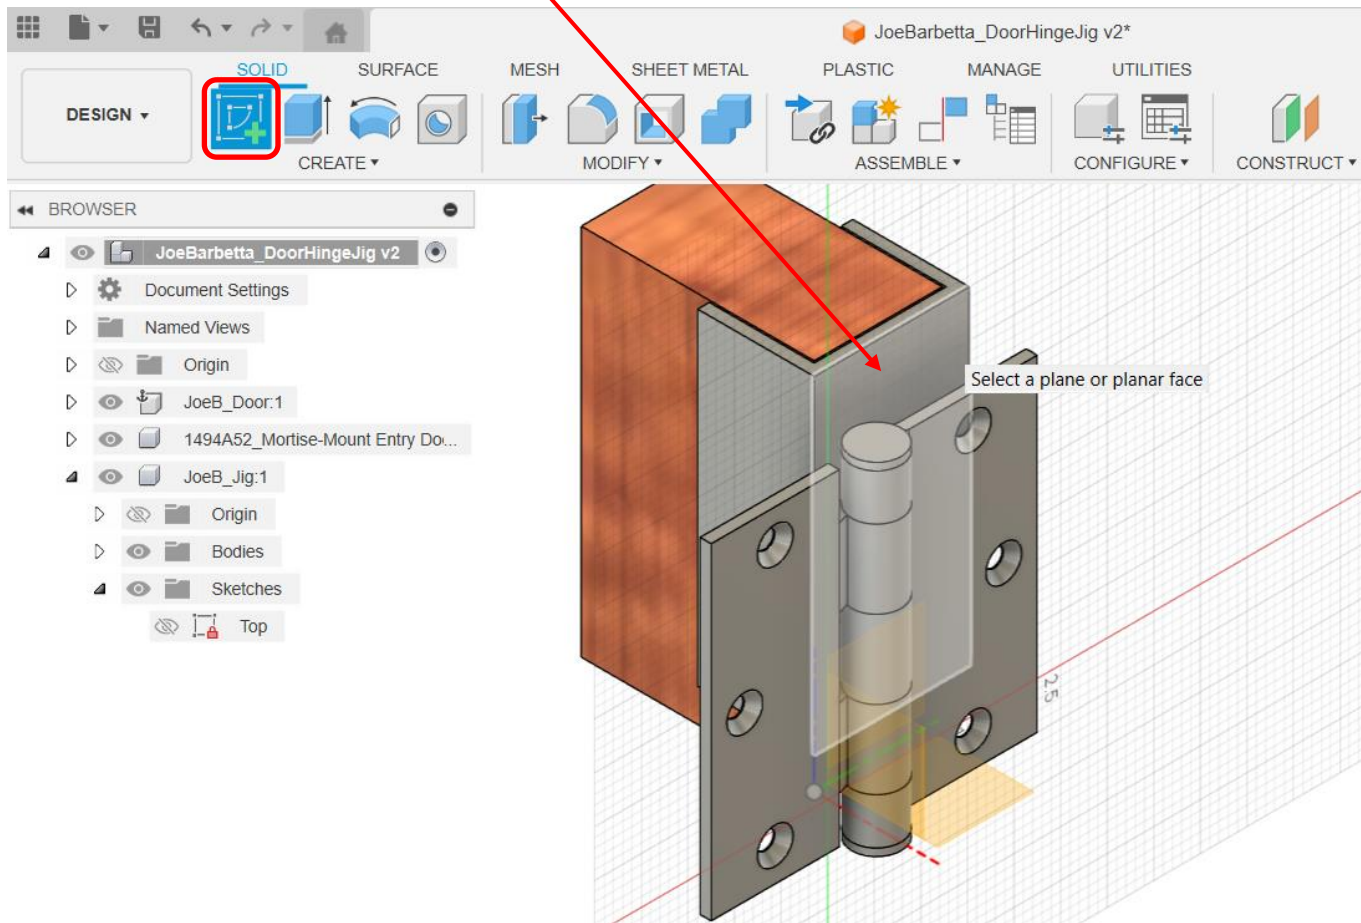 JoeBarbetta_DoorHingeJig v2*
SOLID SURFACE MESH SHEET METAL PLASTIC MANAGE UTILITIES
DESIGN ▾
CREATE ▾ MODIFY ▾ ASSEMBLE ▾ CONFIGURE ▾ CONSTRUCT ▾
BROWSER
JoeBarbetta_DoorHingeJig v2
Document Settings
Named Views
Origin
JoeB_Door:1
1494A52_Mortise-Mount Entry Do...
JoeB_Jig:1
Origin
Bodies
Sketches
Top
Select a plane or planar face
2.5